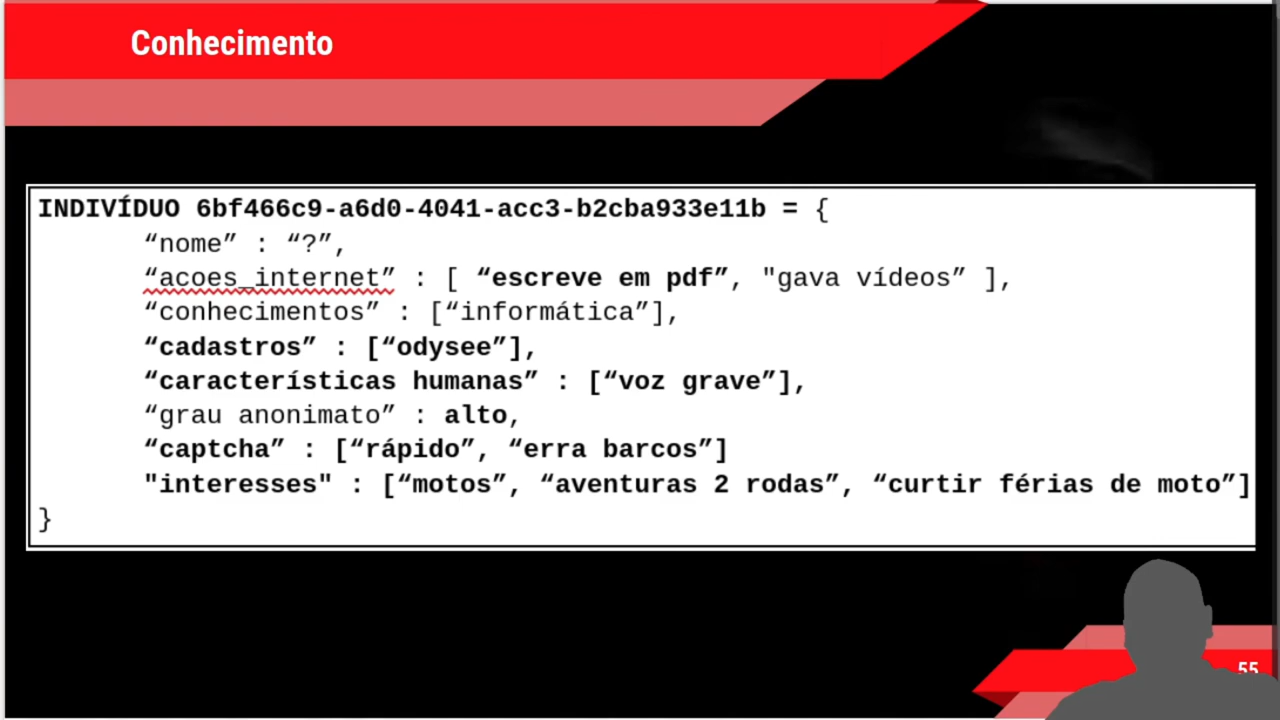 Conhecimento
INDIVÍDUO 6bf466c9-a6d0-4041-acc3-b2cba933e11b = {
“nome” : “?”,
“acoes_internet” : [ “escreve em pdf”, "gava vídeos” ],
“conhecimentos” : [“informática”],
“cadastros” : [“odysee”],
“características humanas” : [“voz grave”],
“grau anonimato” : alto,
“captcha” : [“rápido”, “erra barcos”]
"interesses" : [“motos”, “aventuras 2 rodas”, “curtir férias de moto”]
}
55